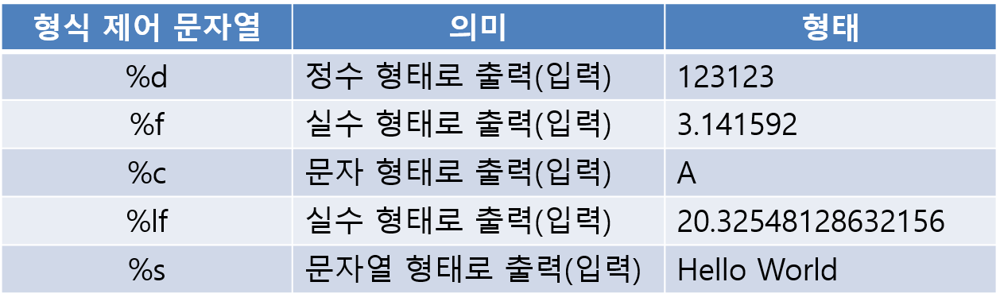 형식 제어 문자열 의미 형태
%d 정수 형태로 출력(입력) 123123
%f 실수 형태로 출력(입력) 3.141592
%c 문자 형태로 출력(입력) A
%lf 실수 형태로 출력(입력) 20.32548128632156
%s 문자열 형태로 출력(입력) Hello World